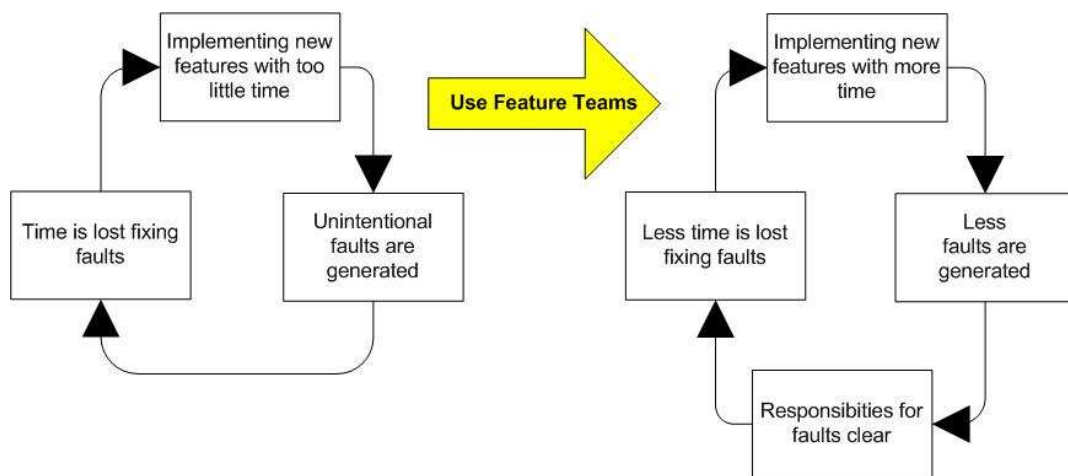 Implementing new
features with too
little time
Time is lost fixing
faults
Unintentional
faults are
generated
Use Feature Teams
Implementing new
features with more
time
Less time is lost
fixing faults
Less
faults are
generated
Responsibities for
faults clear